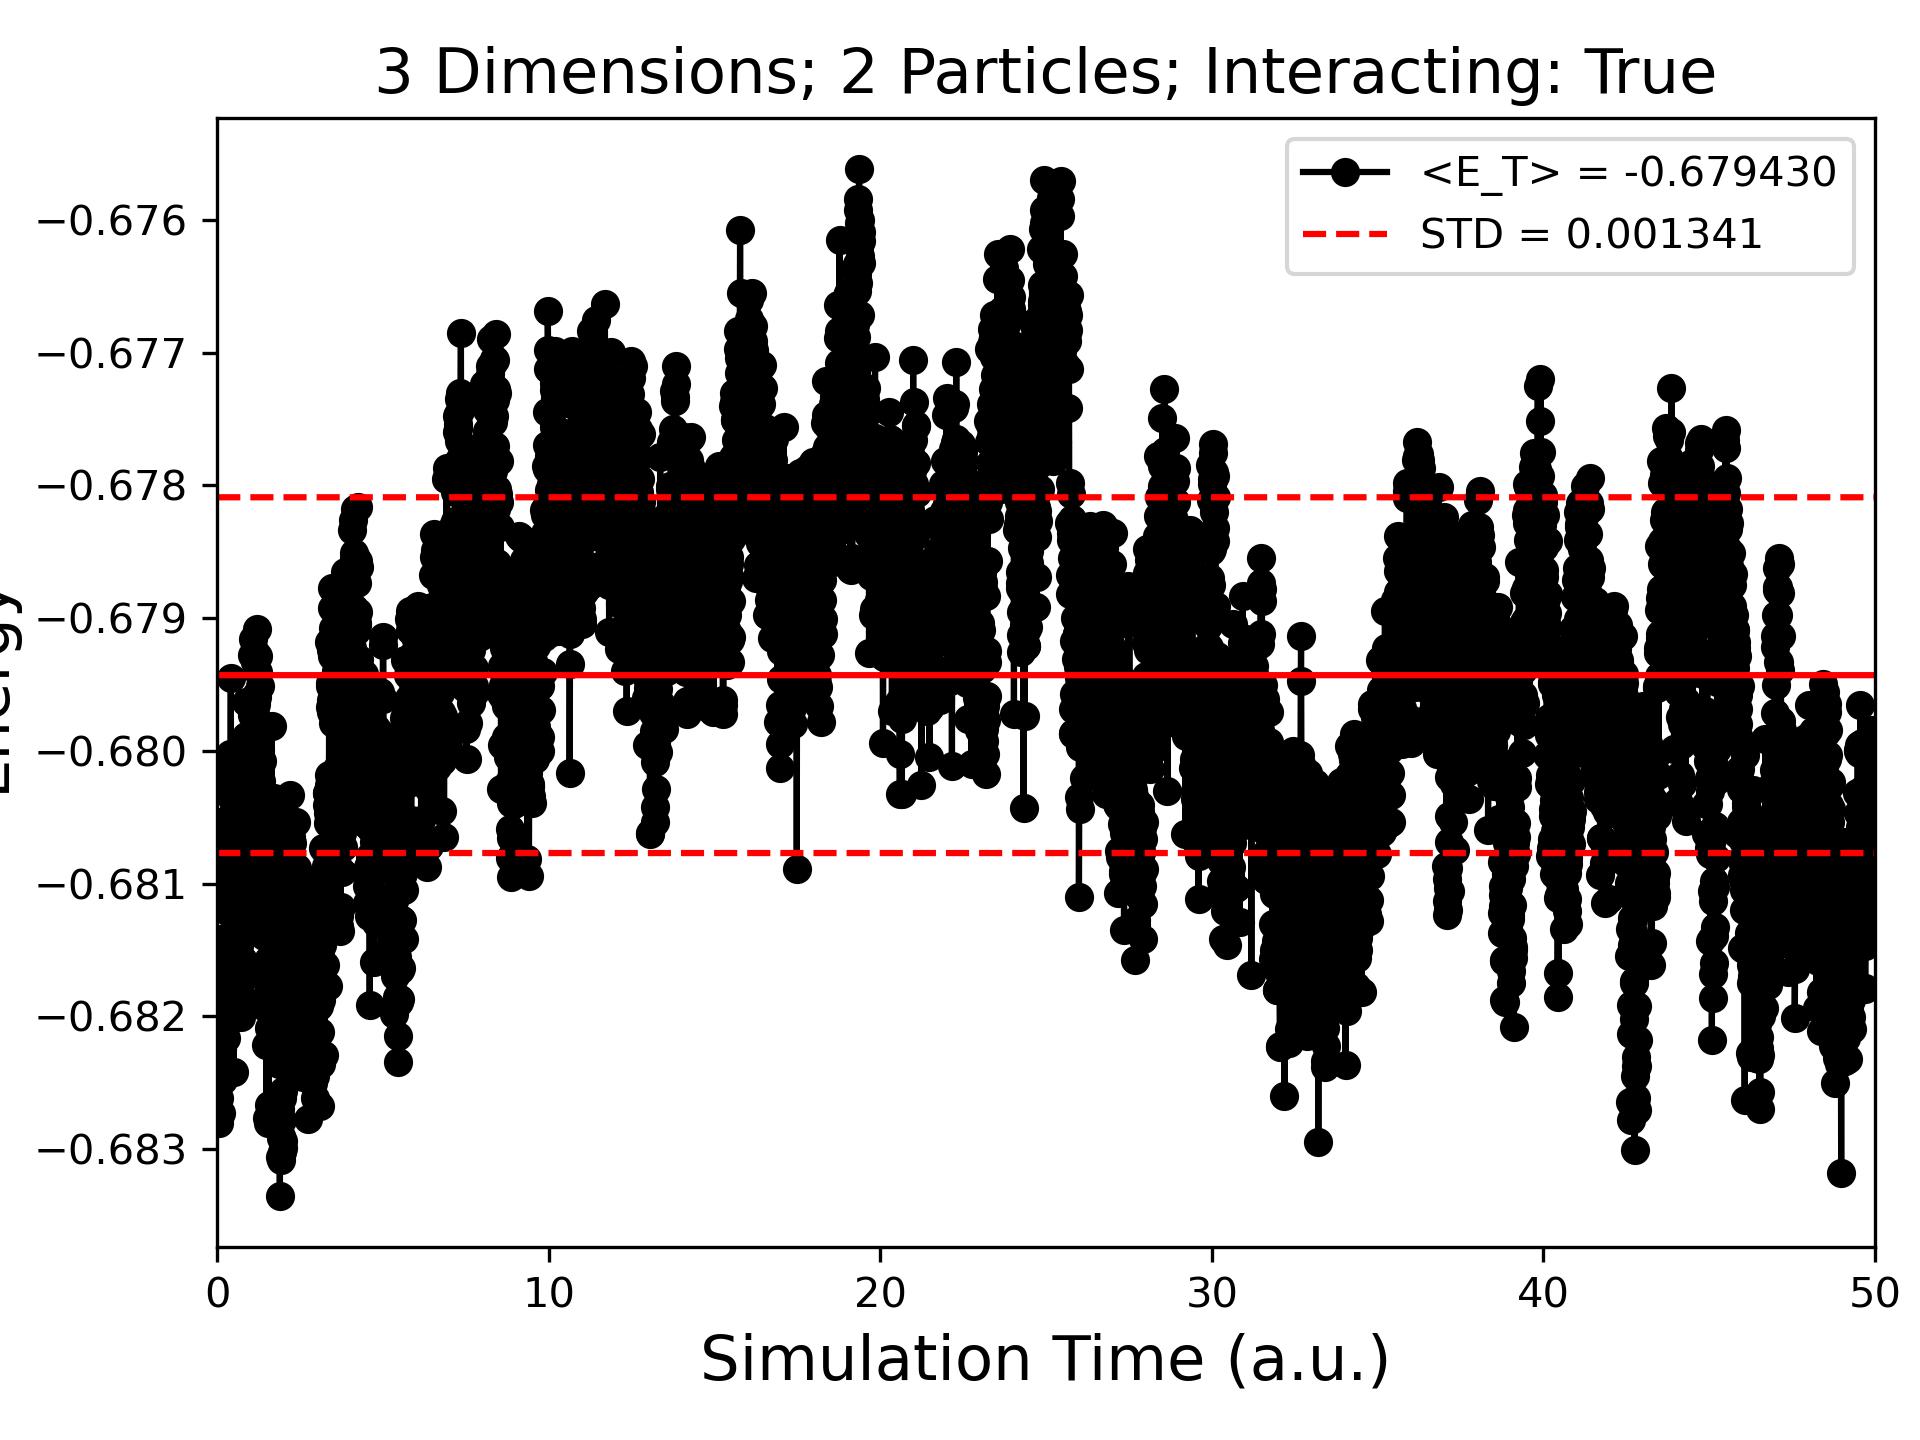 3 Dimensions; 2 Particles; Interacting: True
<E_T> = -0.679430
STD = 0.001341
Energy
−0.676
−0.677
−0.678
−0.679
−0.680
−0.681
−0.682
−0.683
0 10 20 30 40 50
Simulation Time (a.u.)